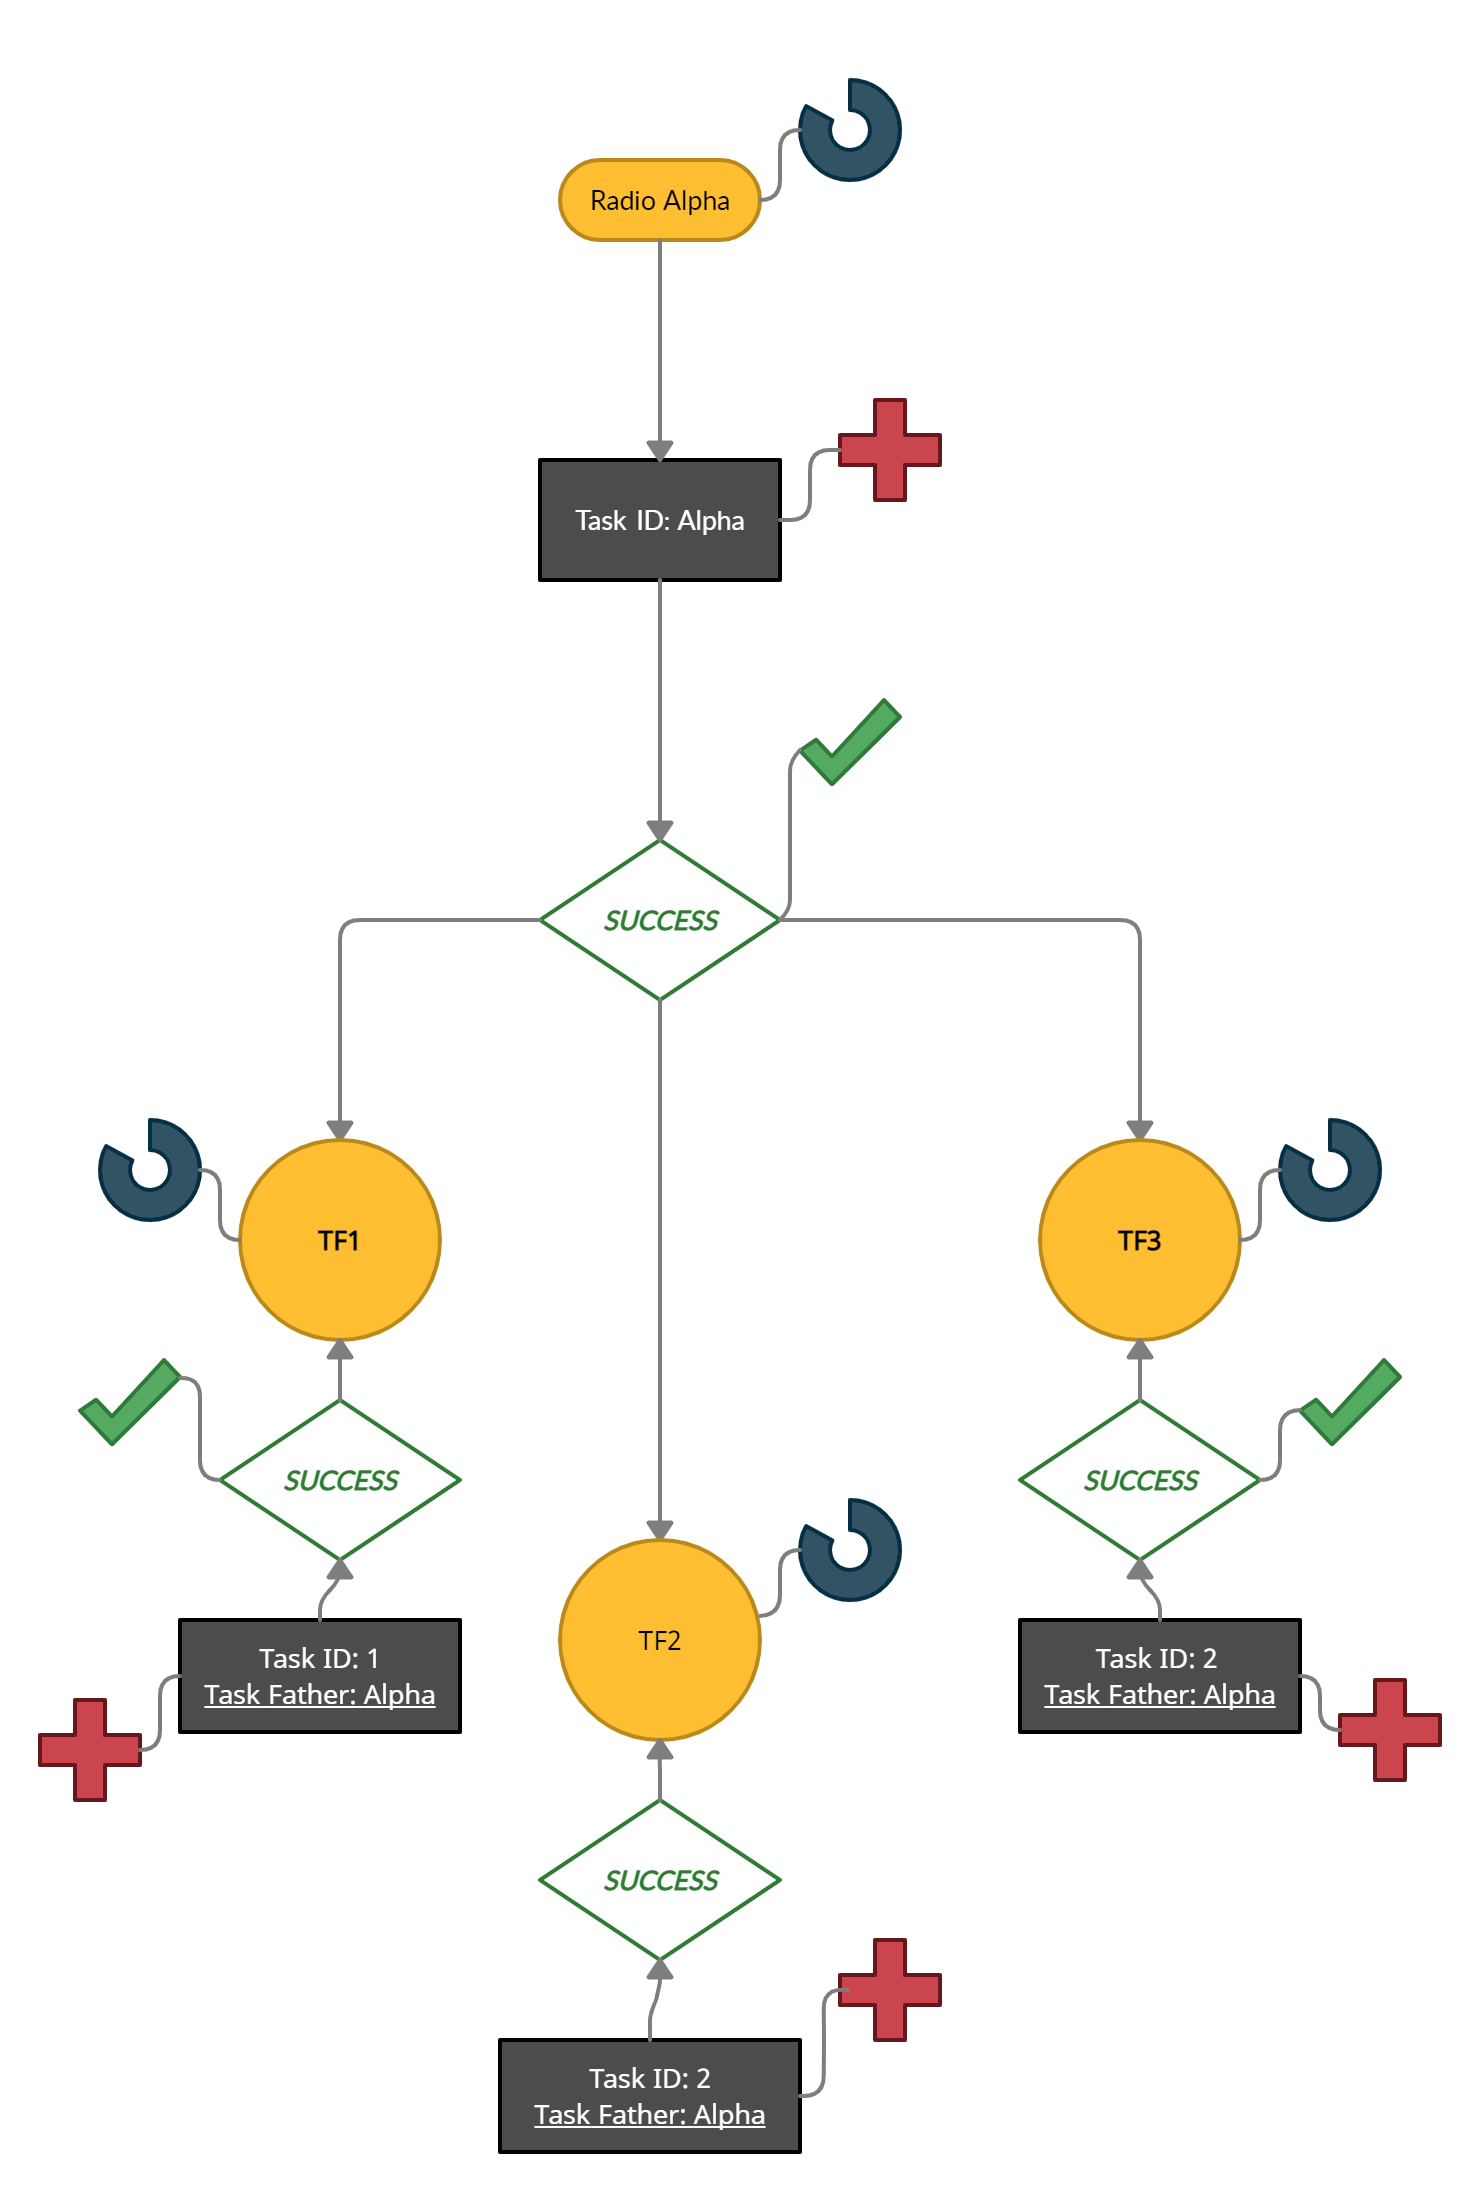 Radio Alpha
Task ID: Alpha
SUCCESS
TF1
TF3
SUCCESS
SUCCESS
Task ID: 1
Task Father: Alpha
TF2
Task ID: 2
Task Father: Alpha
SUCCESS
Task ID: 2
Task Father: Alpha